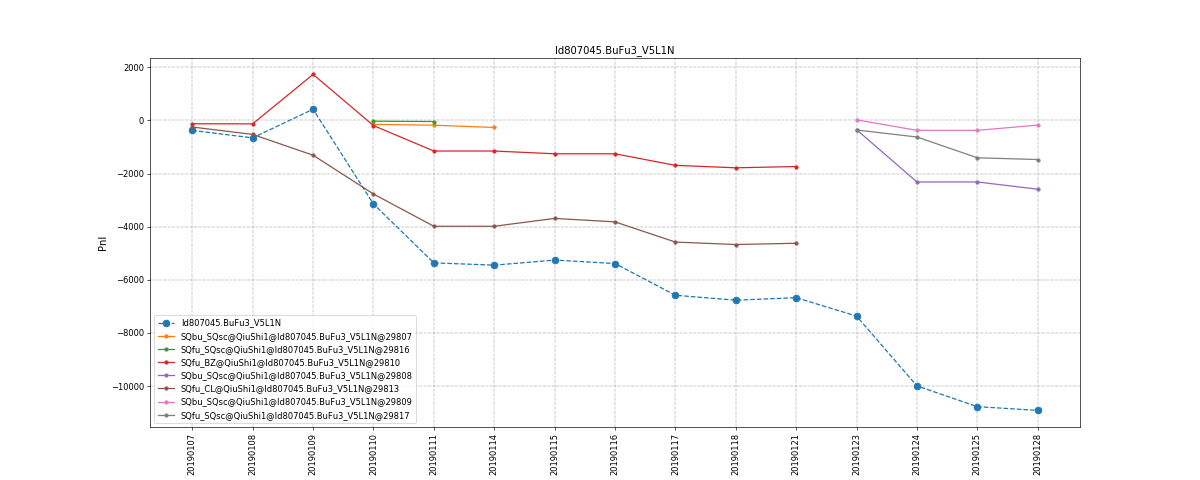 Id807045.BuFu3_V5L1N
Pnl
2000
0
−2000
−4000
−6000
−8000
−10000
Id807045.BuFu3_V5L1N
SQbu_SQsc@QiuShi1@Id807045.BuFu3_V5L1N@29807
SQfu_SQsc@QiuShi1@Id807045.BuFu3_V5L1N@29816
SQfu_BZ@QiuShi1@Id807045.BuFu3_V5L1N@29810
SQbu_SQsc@QiuShi1@Id807045.BuFu3_V5L1N@29808
SQfu_CL@QiuShi1@Id807045.BuFu3_V5L1N@29813
SQbu_SQsc@QiuShi1@Id807045.BuFu3_V5L1N@29809
SQfu_SQsc@QiuShi1@Id807045.BuFu3_V5L1N@29817
20190107
20190108
20190109
20190110
20190111
20190114
20190115
20190116
20190117
20190118
20190121
20190123
20190124
20190125
20190128